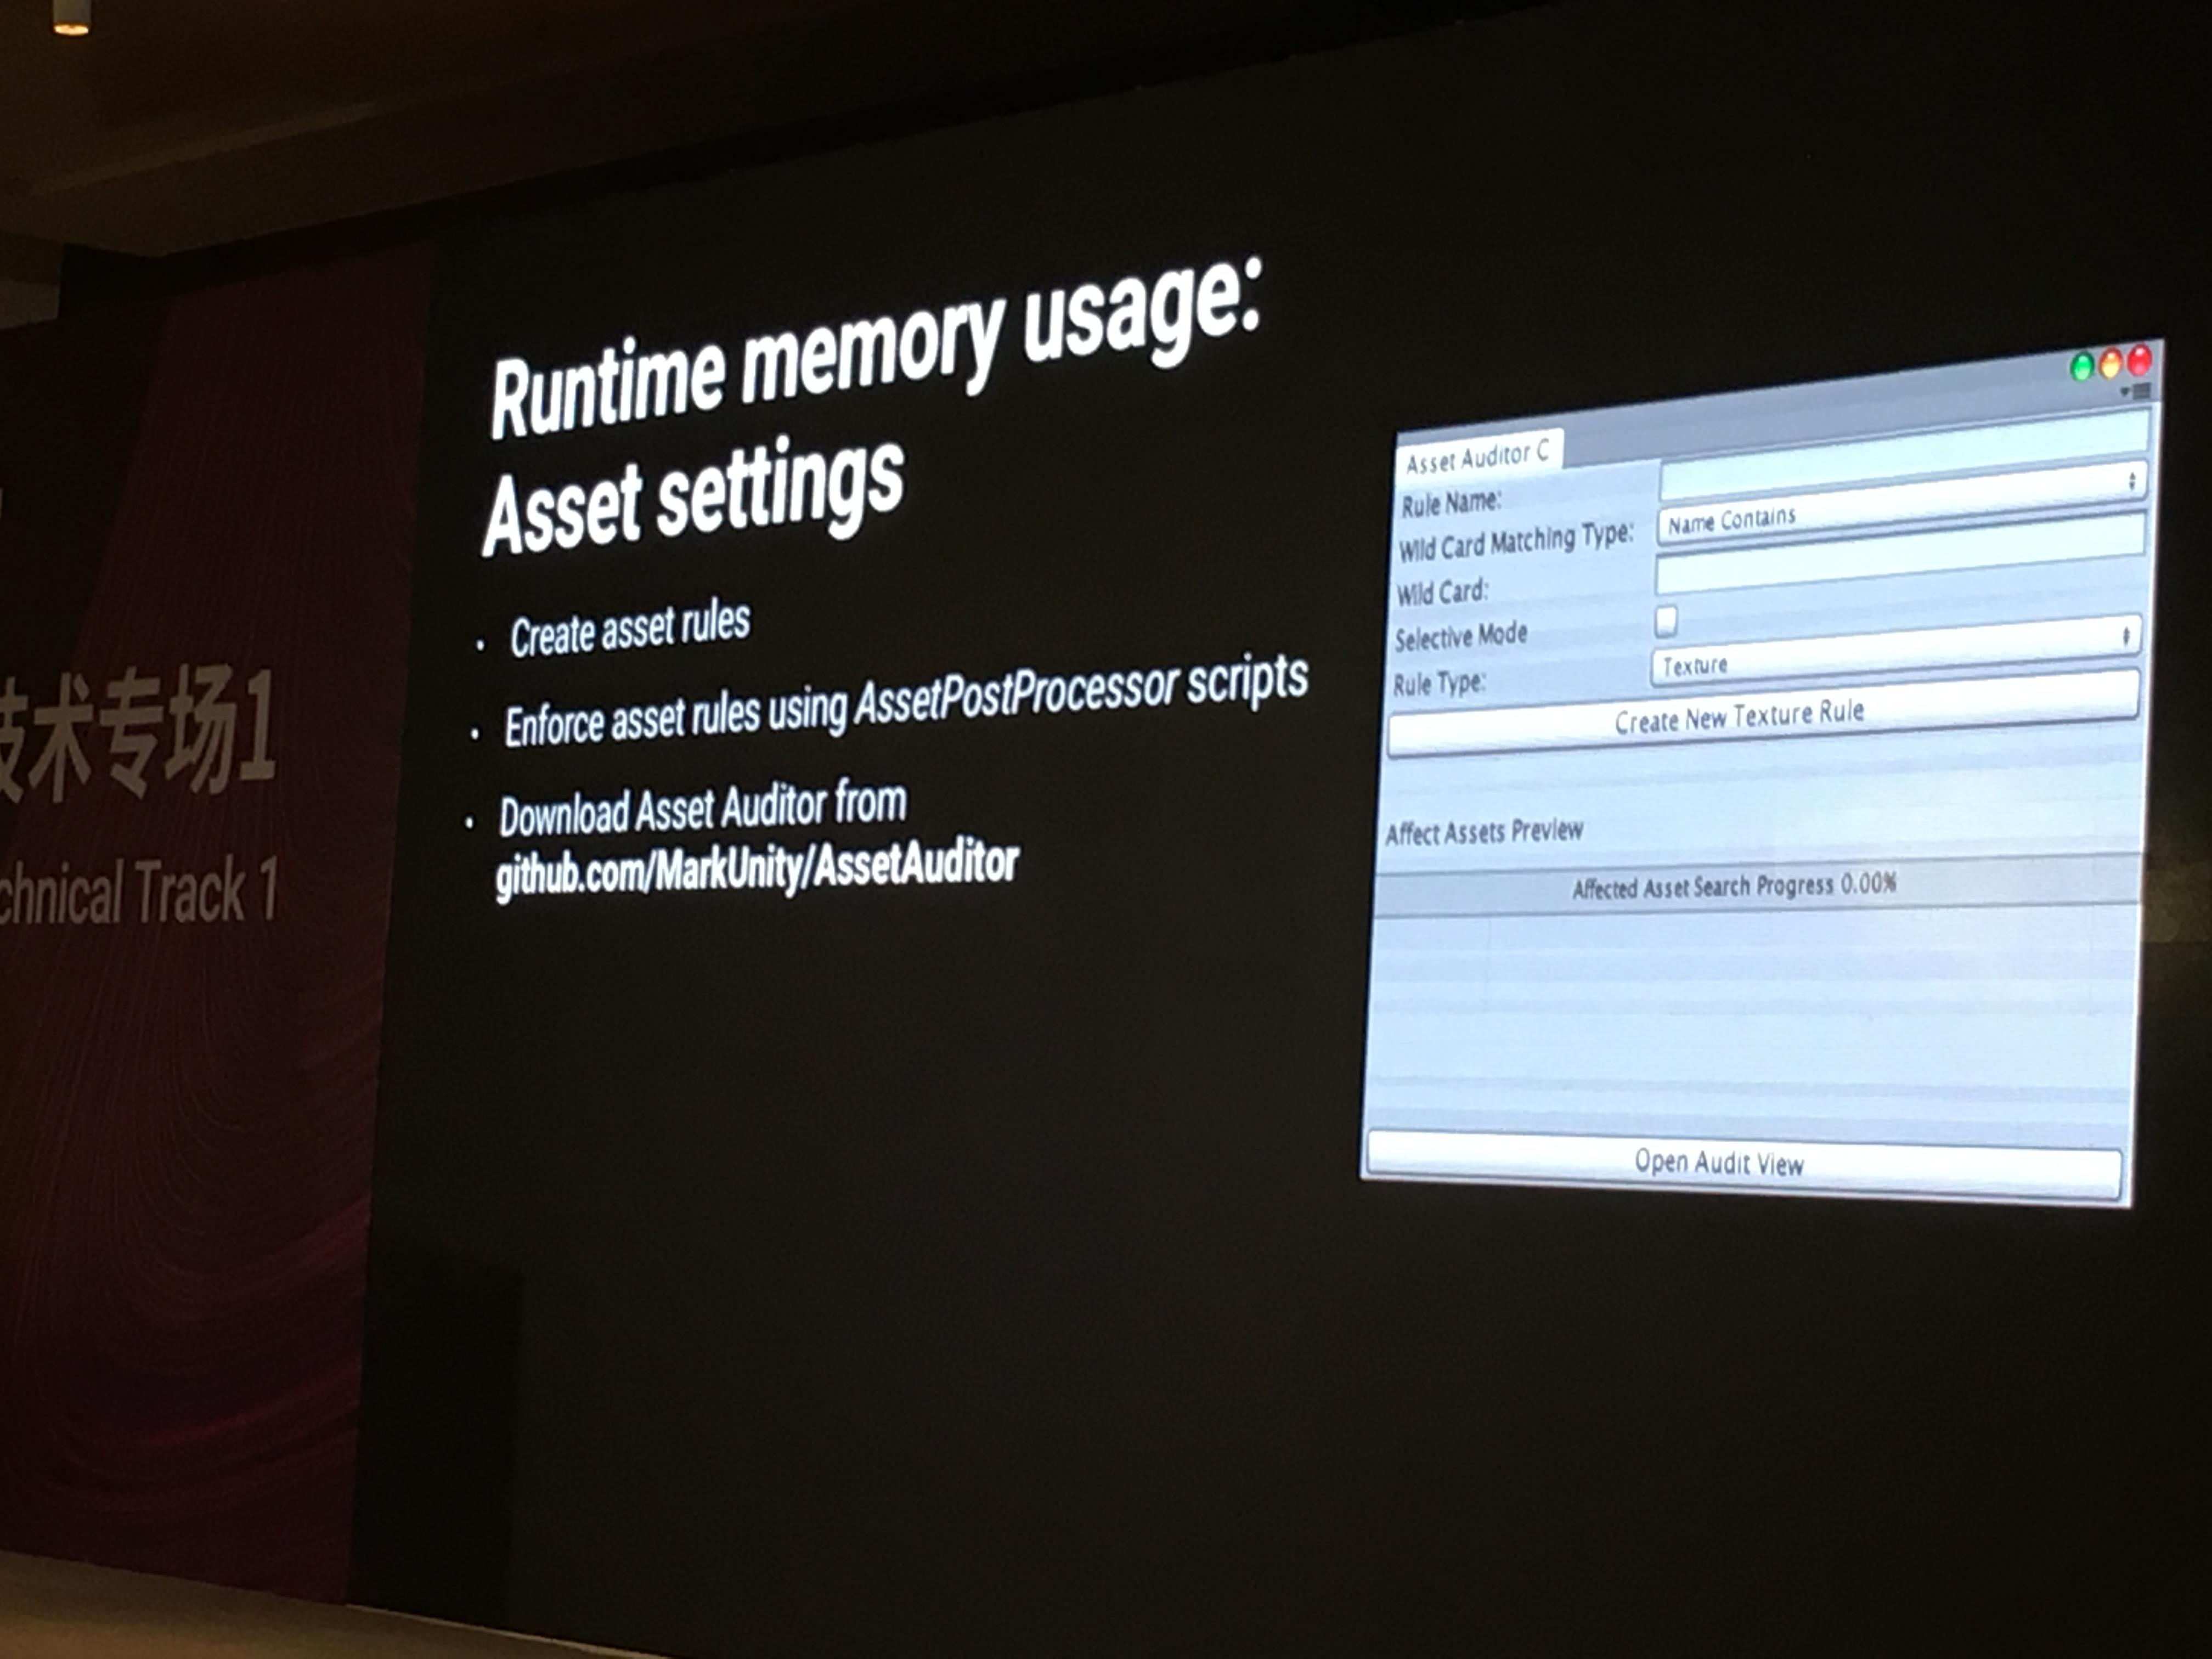 Runtime memory usage:
Asset settings
· Create asset rules
· Enforce asset rules using AssetPostProcessor scripts
· Download Asset Auditor from
github.com/MarkUnity/AssetAuditor
术专场1
Track 1
Asset Auditor C
Rule Name:
Wild Card Matching Type: Name Contains
Wild Card:
Selective Mode
Rule Type: Texture
Create New Texture Rule
Affect Assets Preview
Affected Asset Search Progress 0.00%
Open Audit View